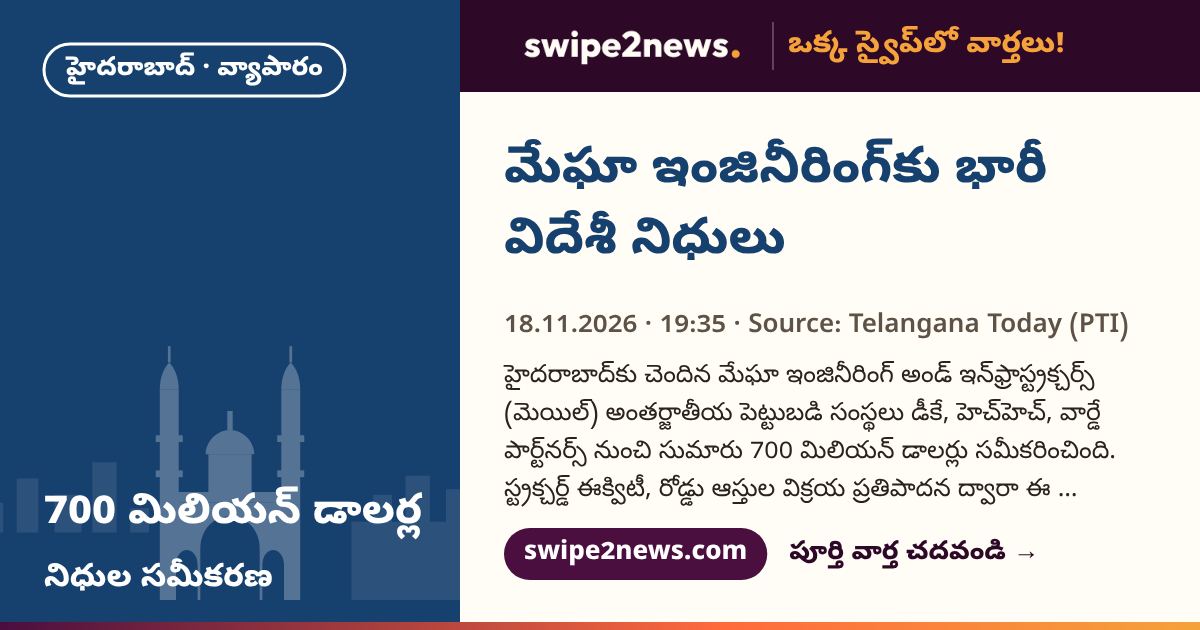 హైదరాబాద్ · వ్యాపారం
700 మిలియన్ డాలర్ల
నిధుల సమీకరణ
swipe2news.
ఒక్క స్వైప్‌లో వార్తలు!
మేఘా ఇంజినీరింగ్‌కు భారీ
విదేశీ నిధులు
18.11.2026 · 19:35 · Source: Telangana Today (PTI)
హైదరాబాద్‌కు చెందిన మేఘా ఇంజినీరింగ్ అండ్ ఇన్‌ఫ్రాస్ట్రక్చర్స్
(మెయిల్) అంతర్జాతీయ పెట్టుబడి సంస్థలు డీకే, హెచ్‌హెచ్, వార్డే
పార్ట్‌నర్స్ నుంచి సుమారు 700 మిలియన్ డాలర్లు సమీకరించింది.
స్ట్రక్చర్డ్ ఈక్విటీ, రోడ్డు ఆస్తుల విక్రయ ప్రతిపాదన ద్వారా ఈ ...
swipe2news.com
పూర్తి వార్త చదవండి →